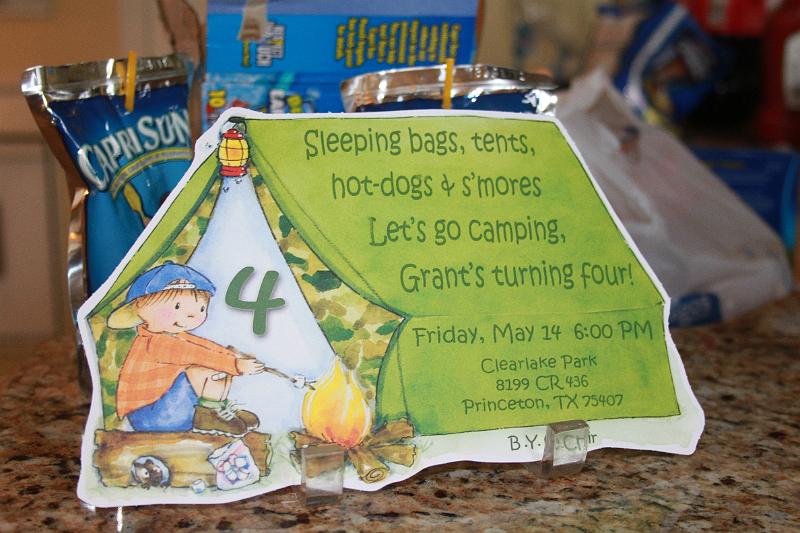 CAPRI SUN
Sleeping bags, tents,
hot-dogs & s'mores
Let's go camping,
Grant's turning four!
4
Friday, May 14 6:00 PM
Clearlake Park
8199 CR 436
Princeton, TX 75407
B.Y.